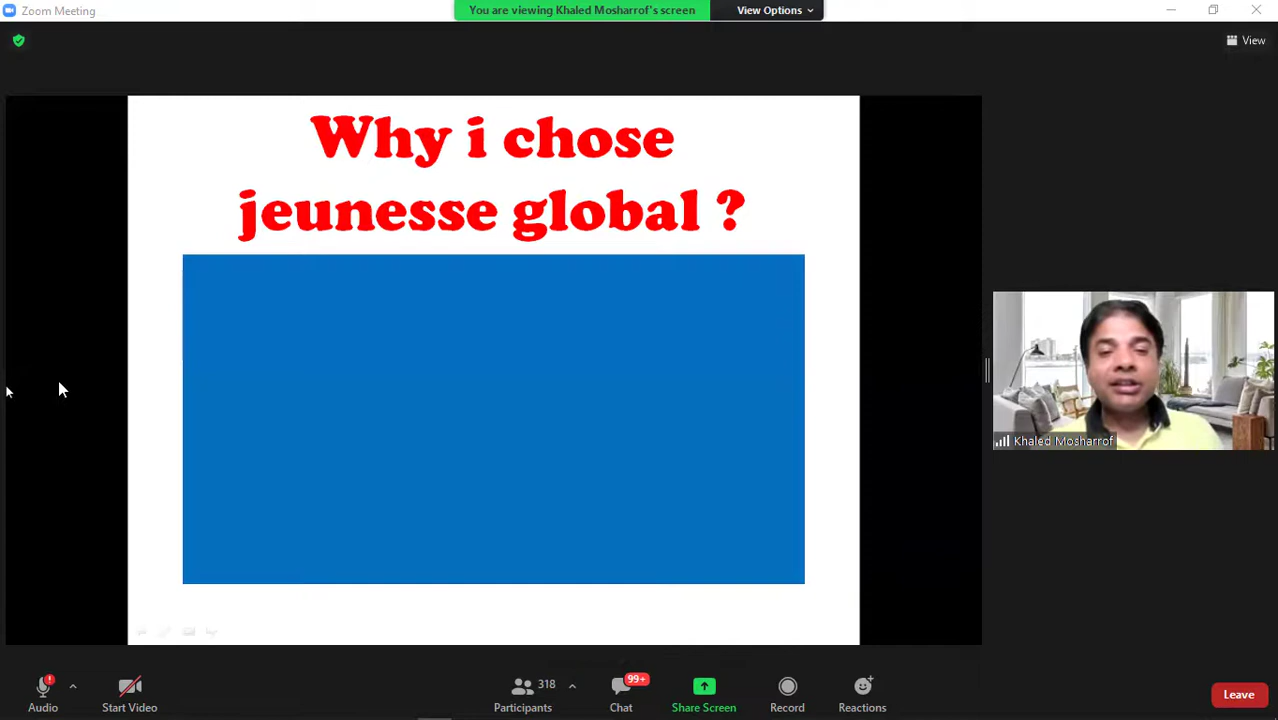 Zoom Meeting
You are viewing Khaled Mosharrof's screen
View Options
View
Why i chose
jeunesse global ?
Khaled Mosharrof
318
99+
Audio
Start Video
Participants
Chat
Share Screen
Record
Reactions
Leave